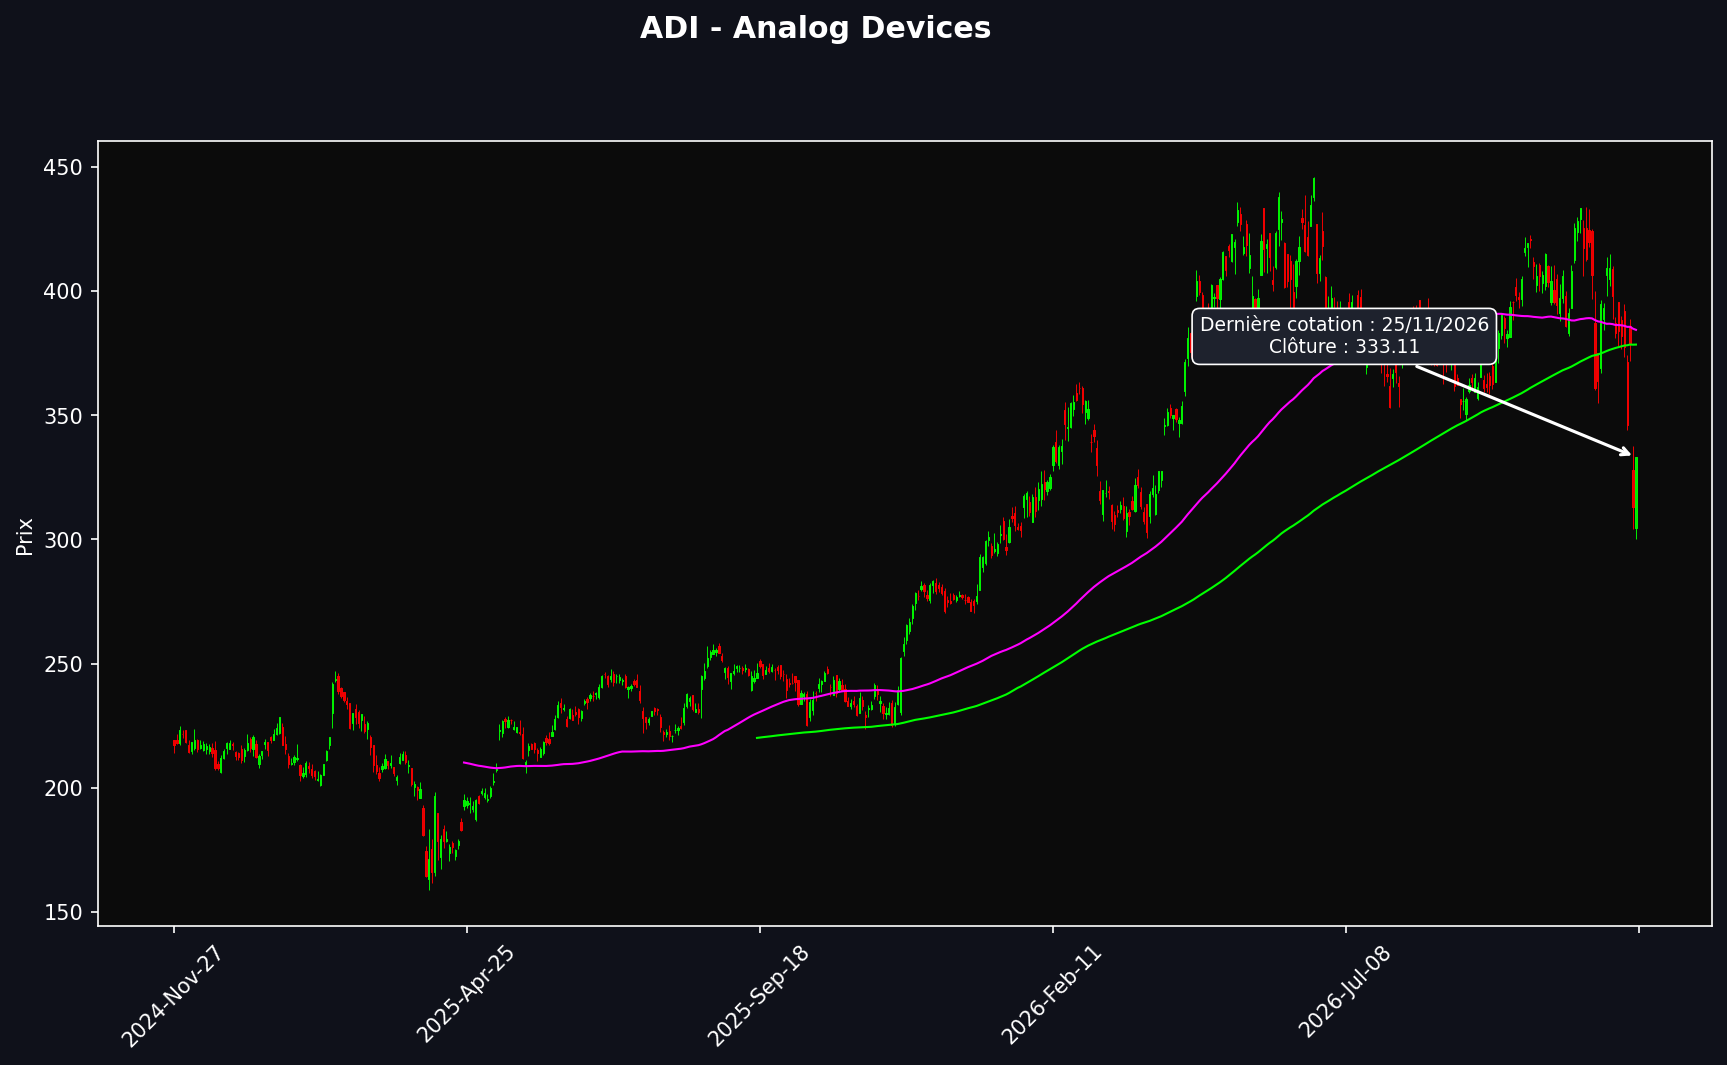 ADI - Analog Devices
450
400
350
300
250
200
150
Prix
Dernière cotation : 25/11/2026
Clôture : 333.11
2024-Nov-27
2025-Apr-25
2025-Sep-18
2026-Feb-11
2026-Jul-08